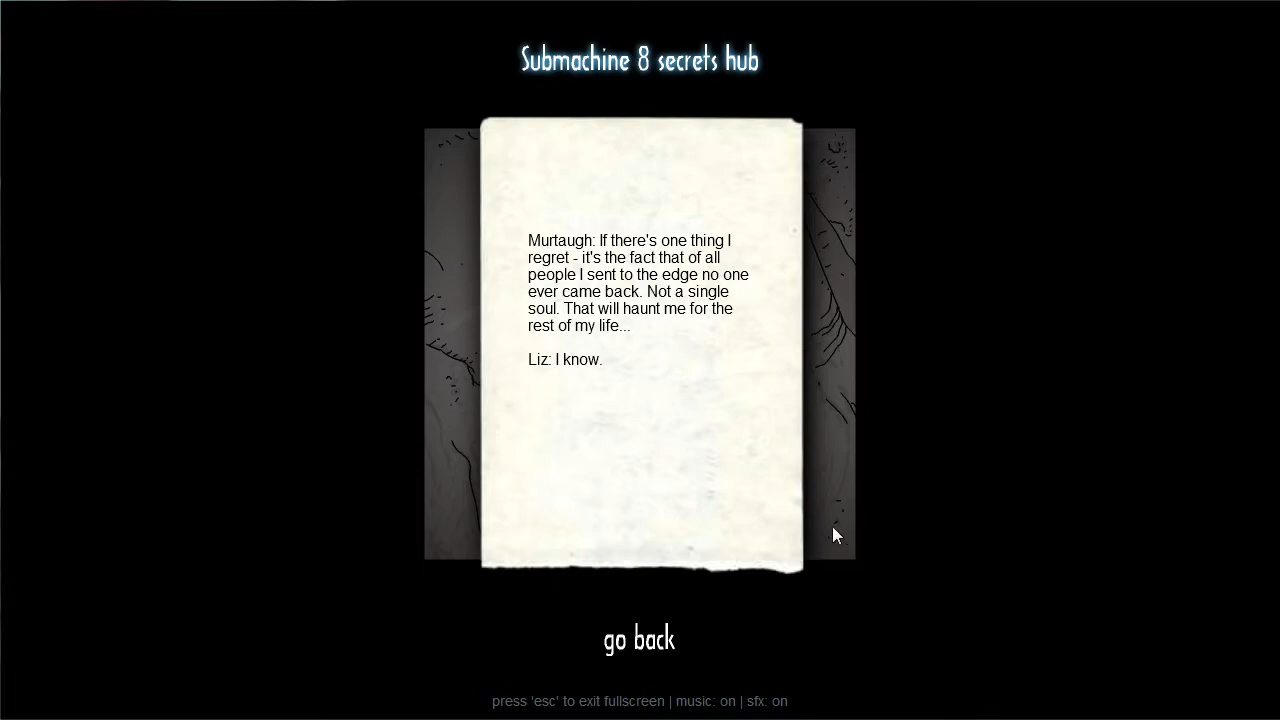 Submachine 8 secrets hub
Murtaugh: If there's one thing I
regret - it's the fact that of all
people I sent to the edge no one
ever came back. Not a single
soul. That will haunt me for the
rest of my life...
Liz: I know.
go back
press 'esc' to exit fullscreen | music: on | sfx: on